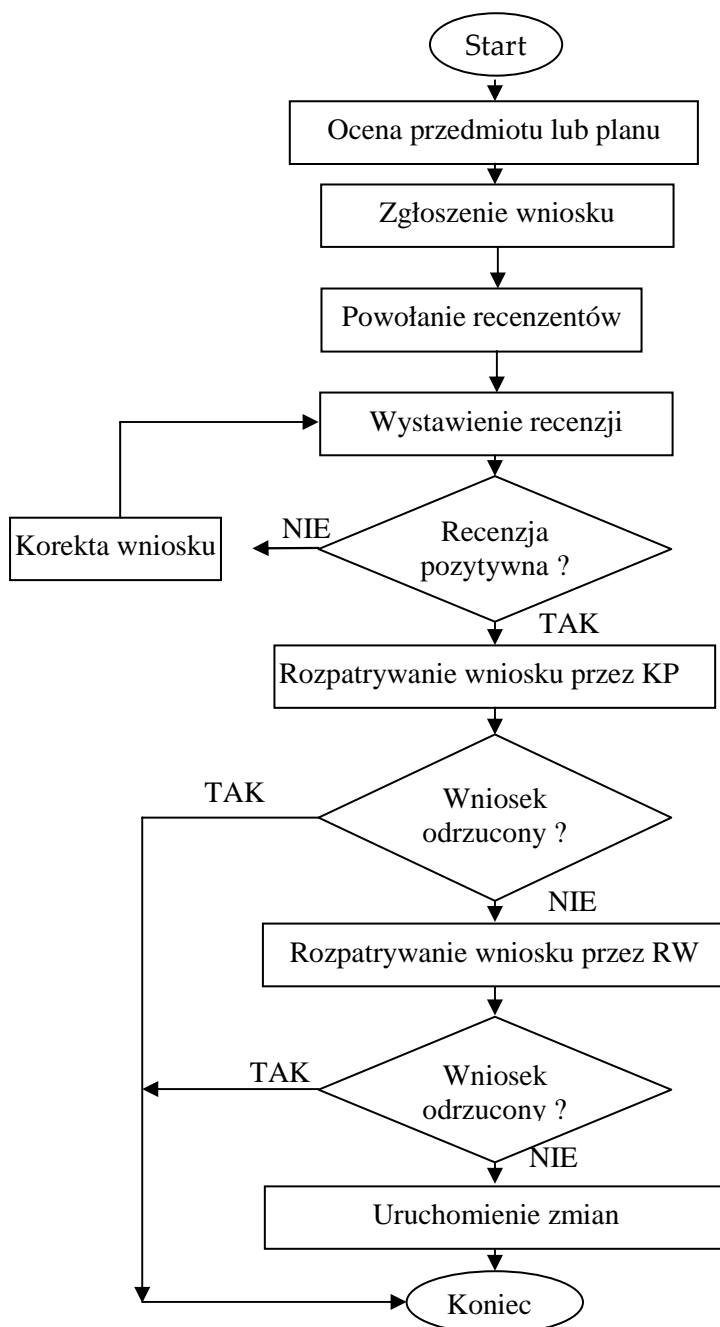 Start
Ocena przedmiotu lub planu
Zgłoszenie wniosku
Powołanie recenzentów
Wystawienie recenzji
Korekta wniosku
NIE
Recenzja
pozytywna ?
TAK
Rozpatrywanie wniosku przez KP
TAK
Wniosek
odrzucony ?
NIE
Rozpatrywanie wniosku przez RW
TAK
Wniosek
odrzucony ?
NIE
Uruchomienie zmian
Koniec